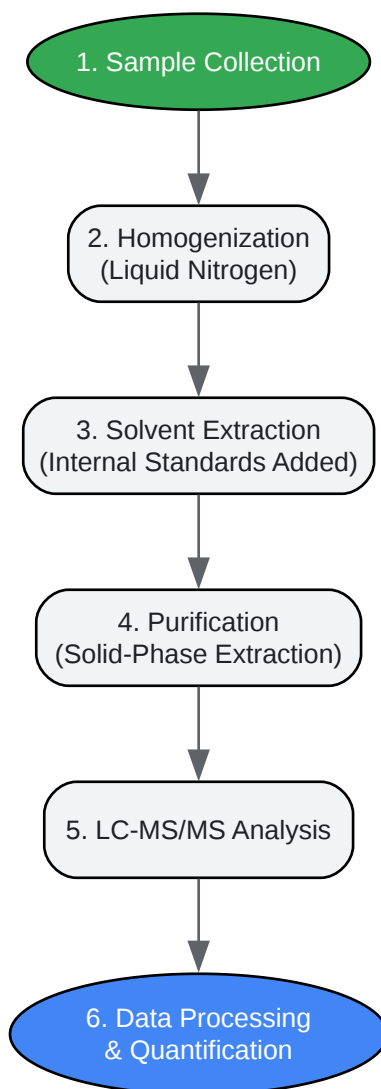 1. Sample Collection
2. Homogenization
(Liquid Nitrogen)
3. Solvent Extraction
(Internal Standards Added)
4. Purification
(Solid-Phase Extraction)
5. LC-MS/MS Analysis
6. Data Processing
& Quantification